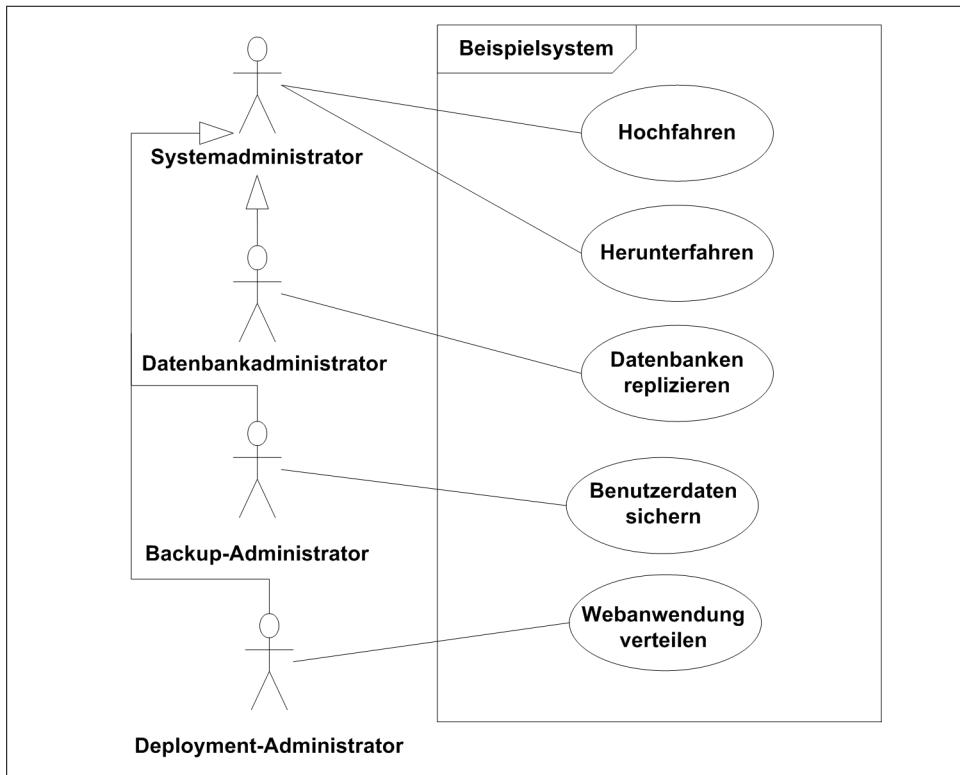 Beispielsystem
Systemadministrator
Hochfahren
Herunterfahren
Datenbankadministrator
Datenbanken
replizieren
Backup-Administrator
Benutzerdaten
sichern
Deployment-Administrator
Webanwendung
verteilen